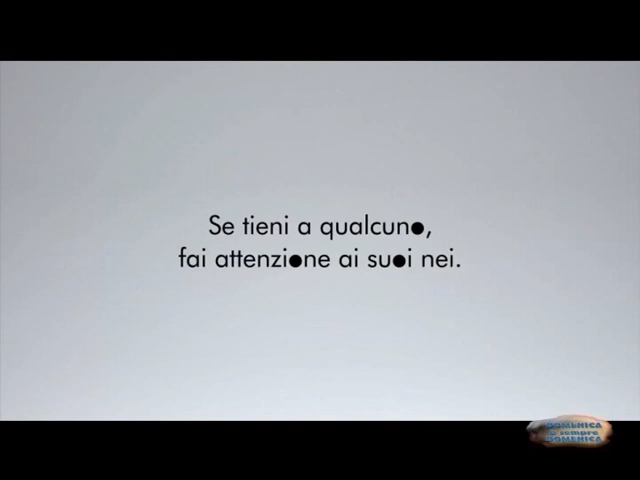 Se tieni a qualcuno,
fai attenzione ai suoi nei.
DOMENICA
è sempre
DOMENICA